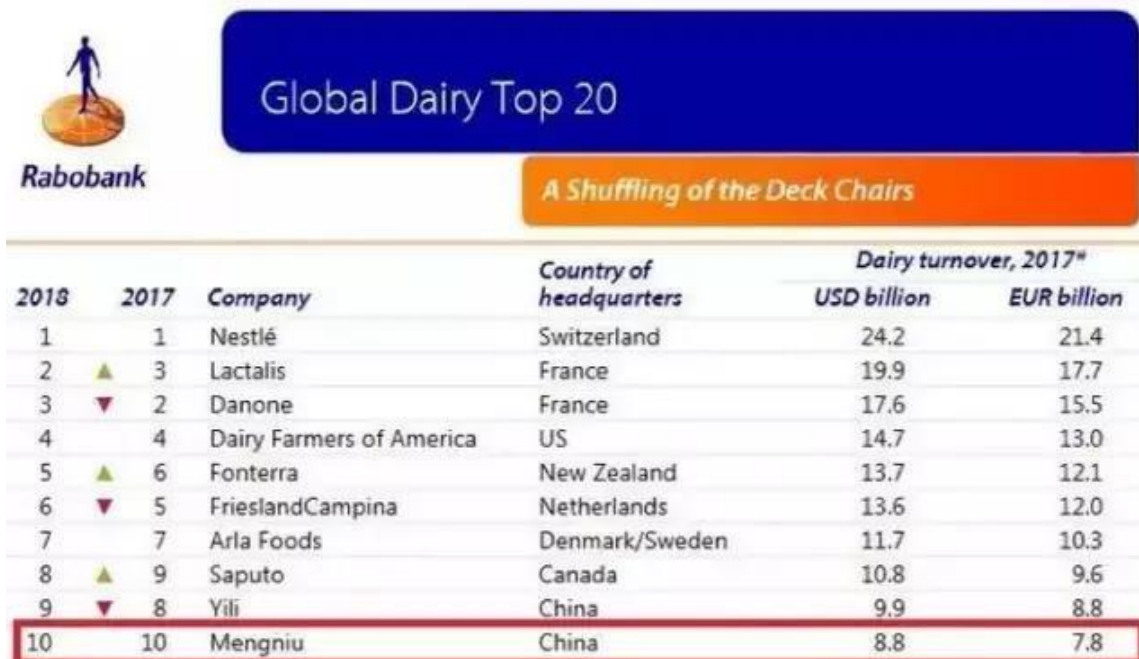 Global Dairy Top 20
Rabobank
A Shuffling of the Deck Chairs
2018 2017 Company Country of headquarters Dairy turnover, 2017* USD billion EUR billion
1 1 Nestlé Switzerland 24.2 21.4
2 ▲ 3 Lactalis France 19.9 17.7
3 ▼ 2 Danone France 17.6 15.5
4 4 Dairy Farmers of America US 14.7 13.0
5 ▲ 6 Fonterra New Zealand 13.7 12.1
6 ▼ 5 FrieslandCampina Netherlands 13.6 12.0
7 7 Arla Foods Denmark/Sweden 11.7 10.3
8 ▲ 9 Saputo Canada 10.8 9.6
9 ▼ 8 Yili China 9.9 8.8
10 10 Mengniu China 8.8 7.8